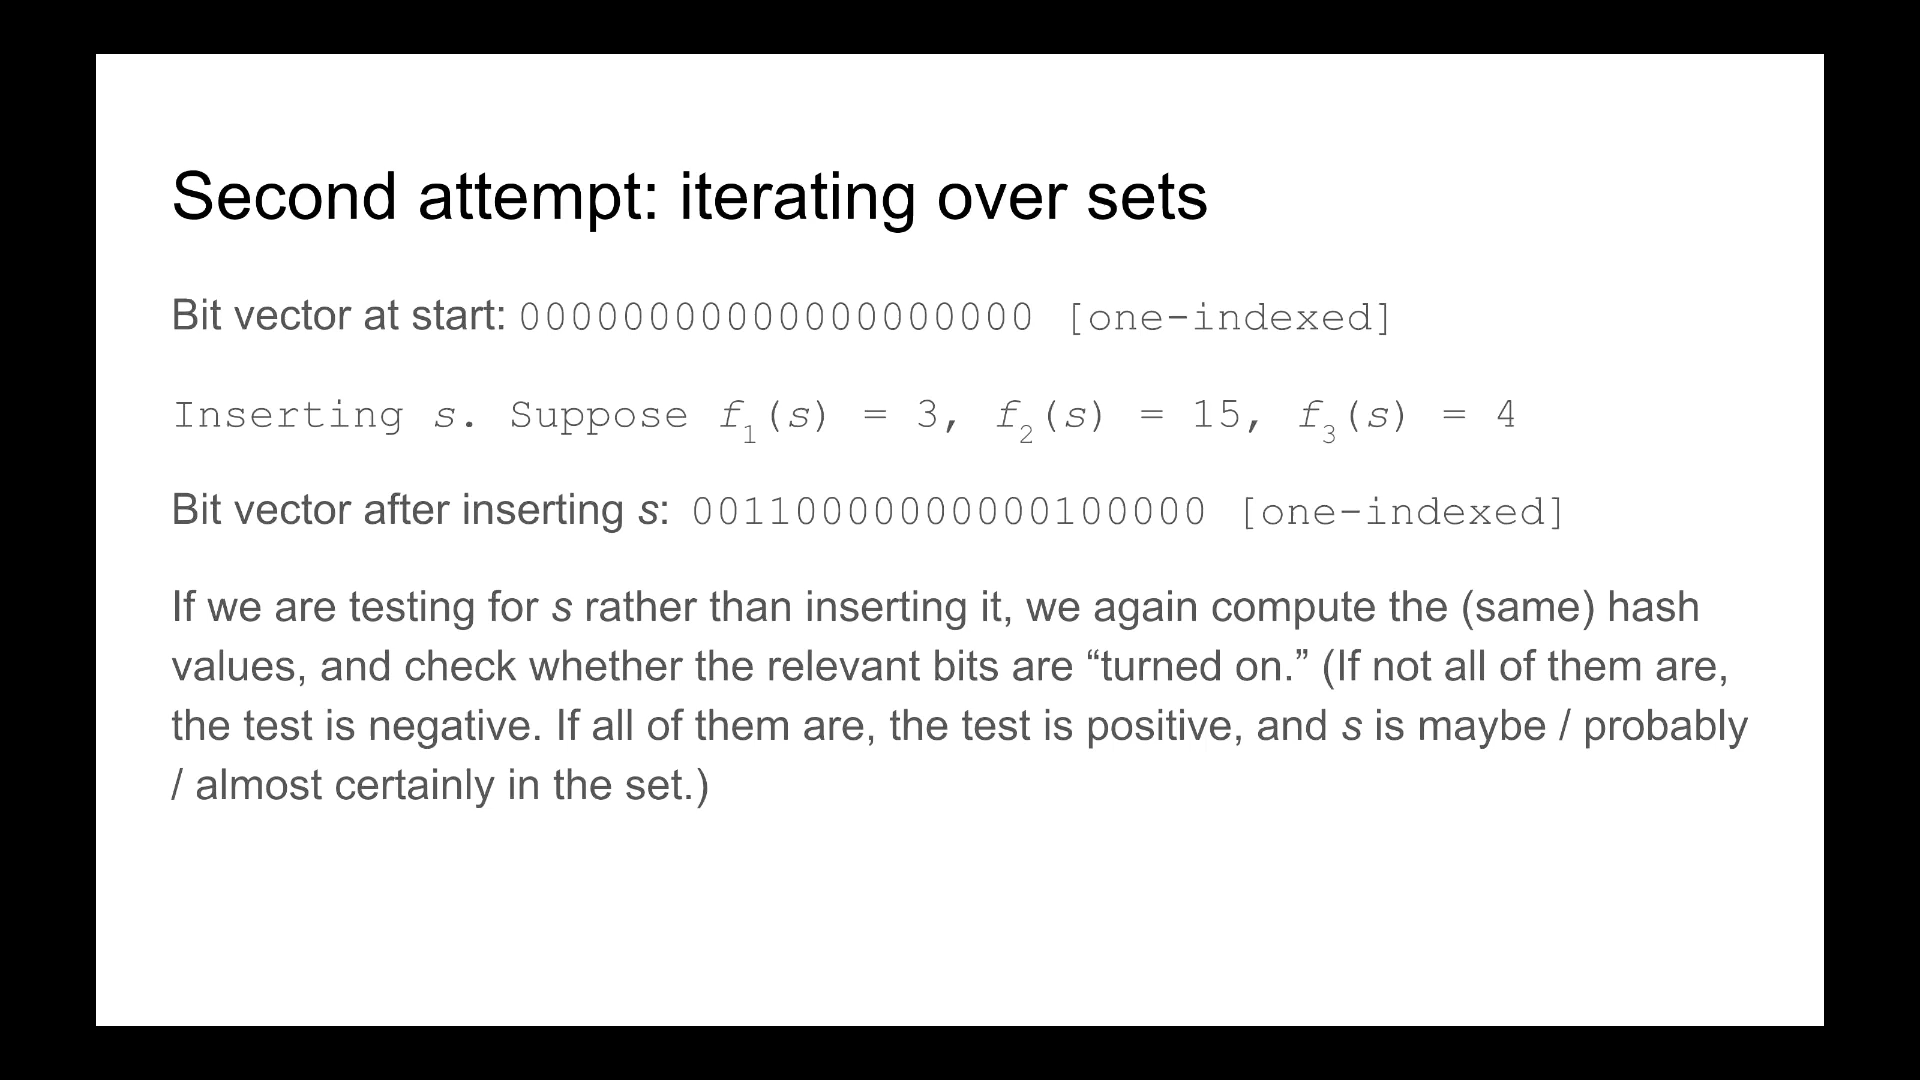 Second attempt: iterating over sets
Bit vector at start: 00000000000000000000 [one-indexed]
Inserting s. Suppose f1(s) = 3, f2(s) = 15, f3(s) = 4
Bit vector after inserting s: 00110000000000100000 [one-indexed]
If we are testing for s rather than inserting it, we again compute the (same) hash
values, and check whether the relevant bits are “turned on.” (If not all of them are,
the test is negative. If all of them are, the test is positive, and s is maybe / probably
/ almost certainly in the set.)